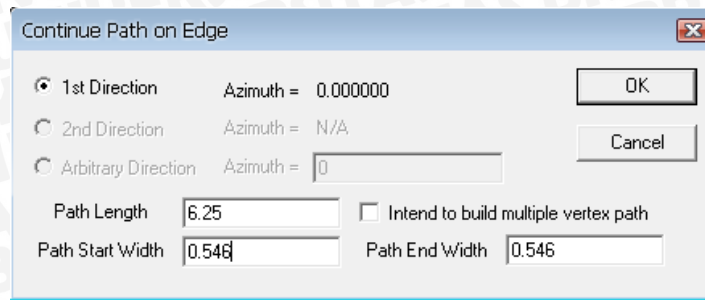 Continue Path on Edge
1st Direction Azimuth = 0.000000 OK
2nd Direction Azimuth = N/A
Cancel
Arbitrary Direction Azimuth = 0
Path Length 6.25 Intend to build multiple vertex path
Path Start Width 0.546 Path End Width 0.546